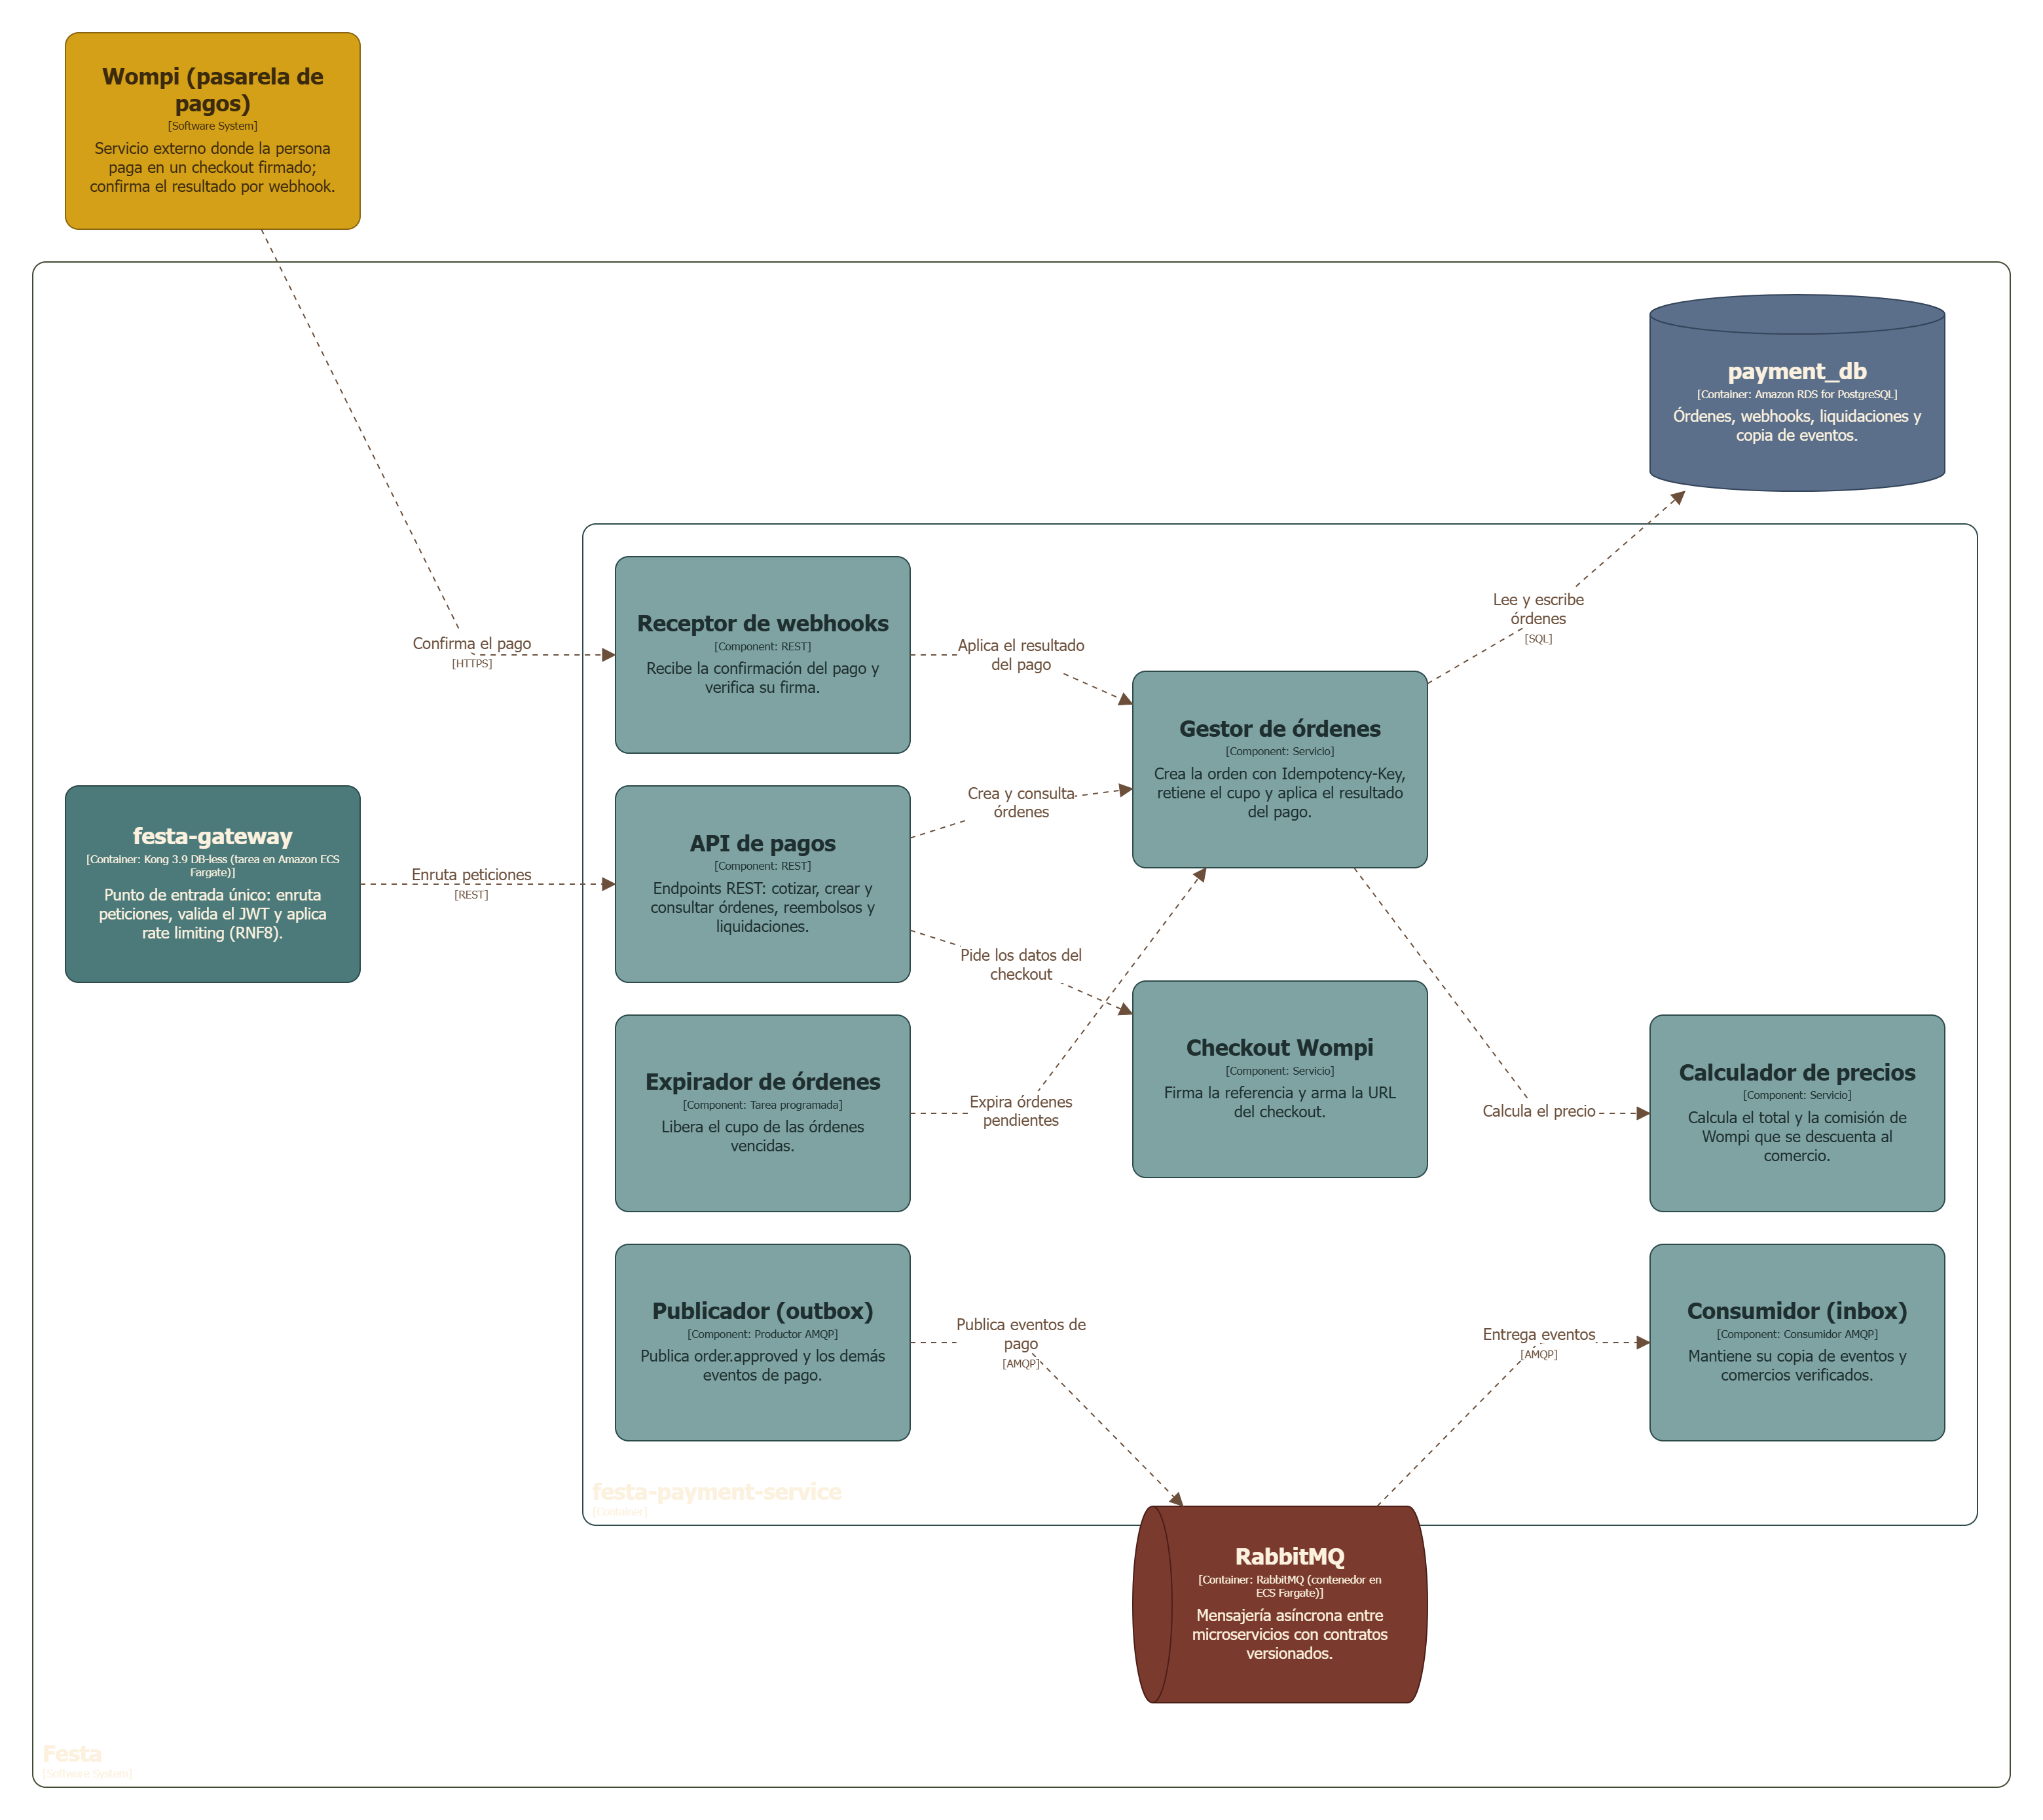 Wompi (pasarela de
pagos)
[Software System]
Servicio externo donde la persona
paga en un checkout firmado;
confirma el resultado por webhook.
payment_db
[Container: Amazon RDS for PostgreSQL]
Órdenes, webhooks, liquidaciones y
copia de eventos.
Lee y escribe
órdenes
[SQL]
Confirma el pago
[HTTPS]
Receptor de webhooks
[Component: REST]
Recibe la confirmación del pago y
verifica su firma.
Aplica el resultado
del pago
Gestor de órdenes
[Component: Servicio]
Crea la orden con Idempotency-Key,
retiene el cupo y aplica el resultado
del pago.
festa-gateway
[Container: Kong 3.9 DB-less (tarea en Amazon ECS
Fargate)]
Punto de entrada único: enruta
peticiones, valida el JWT y aplica
rate limiting (RNF8).
Enruta peticiones
[REST]
API de pagos
[Component: REST]
Endpoints REST: cotizar, crear y
consultar órdenes, reembolsos y
liquidaciones.
Crea y consulta
órdenes
Pide los datos del
checkout
Checkout Wompi
[Component: Servicio]
Firma la referencia y arma la URL
del checkout.
Expirador de órdenes
[Component: Tarea programada]
Libera el cupo de las órdenes
vencidas.
Expira órdenes
pendientes
Calcula el precio
Calculador de precios
[Component: Servicio]
Calcula el total y la comisión de
Wompi que se descuenta al
comercio.
Publicador (outbox)
[Component: Productor AMQP]
Publica order.approved y los demás
eventos de pago.
Publica eventos de
pago
[AMQP]
Entrega eventos
[AMQP]
Consumidor (inbox)
[Component: Consumidor AMQP]
Mantiene su copia de eventos y
comercios verificados.
festa-payment-service
[Container]
RabbitMQ
[Container: RabbitMQ (contenedor en
ECS Fargate)]
Mensajería asíncrona entre
microservicios con contratos
versionados.
Festa
[Software System]